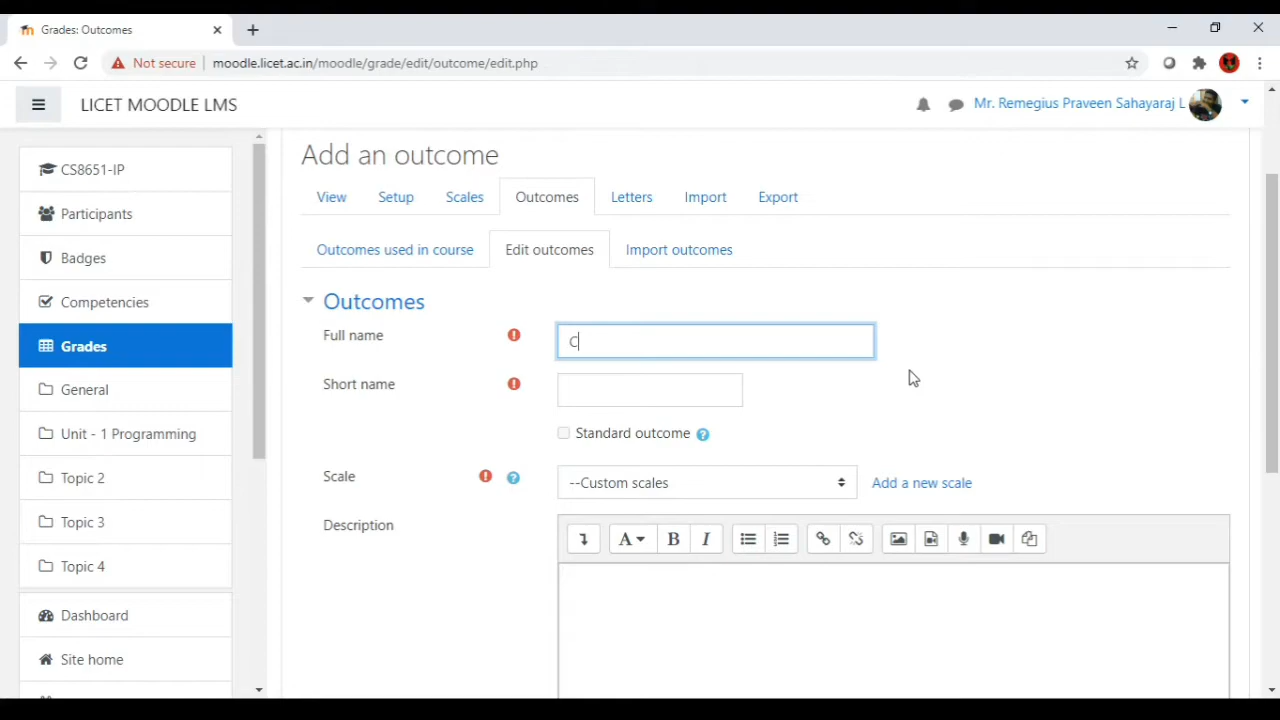 Grades: Outcomes
Not secure | moodle.licet.ac.in/moodle/grade/edit/outcome/edit.php
LICET MOODLE LMS
Mr. Remegius Praveen Sahayaraj L
CS8651-IP
Participants
Badges
Competencies
Grades
General
Unit - 1 Programming
Topic 2
Topic 3
Topic 4
Dashboard
Site home
Add an outcome
View Setup Scales Outcomes Letters Import Export
Outcomes used in course Edit outcomes Import outcomes
Outcomes
Full name
C
Short name
Standard outcome
Scale
--Custom scales
Add a new scale
Description
A B I